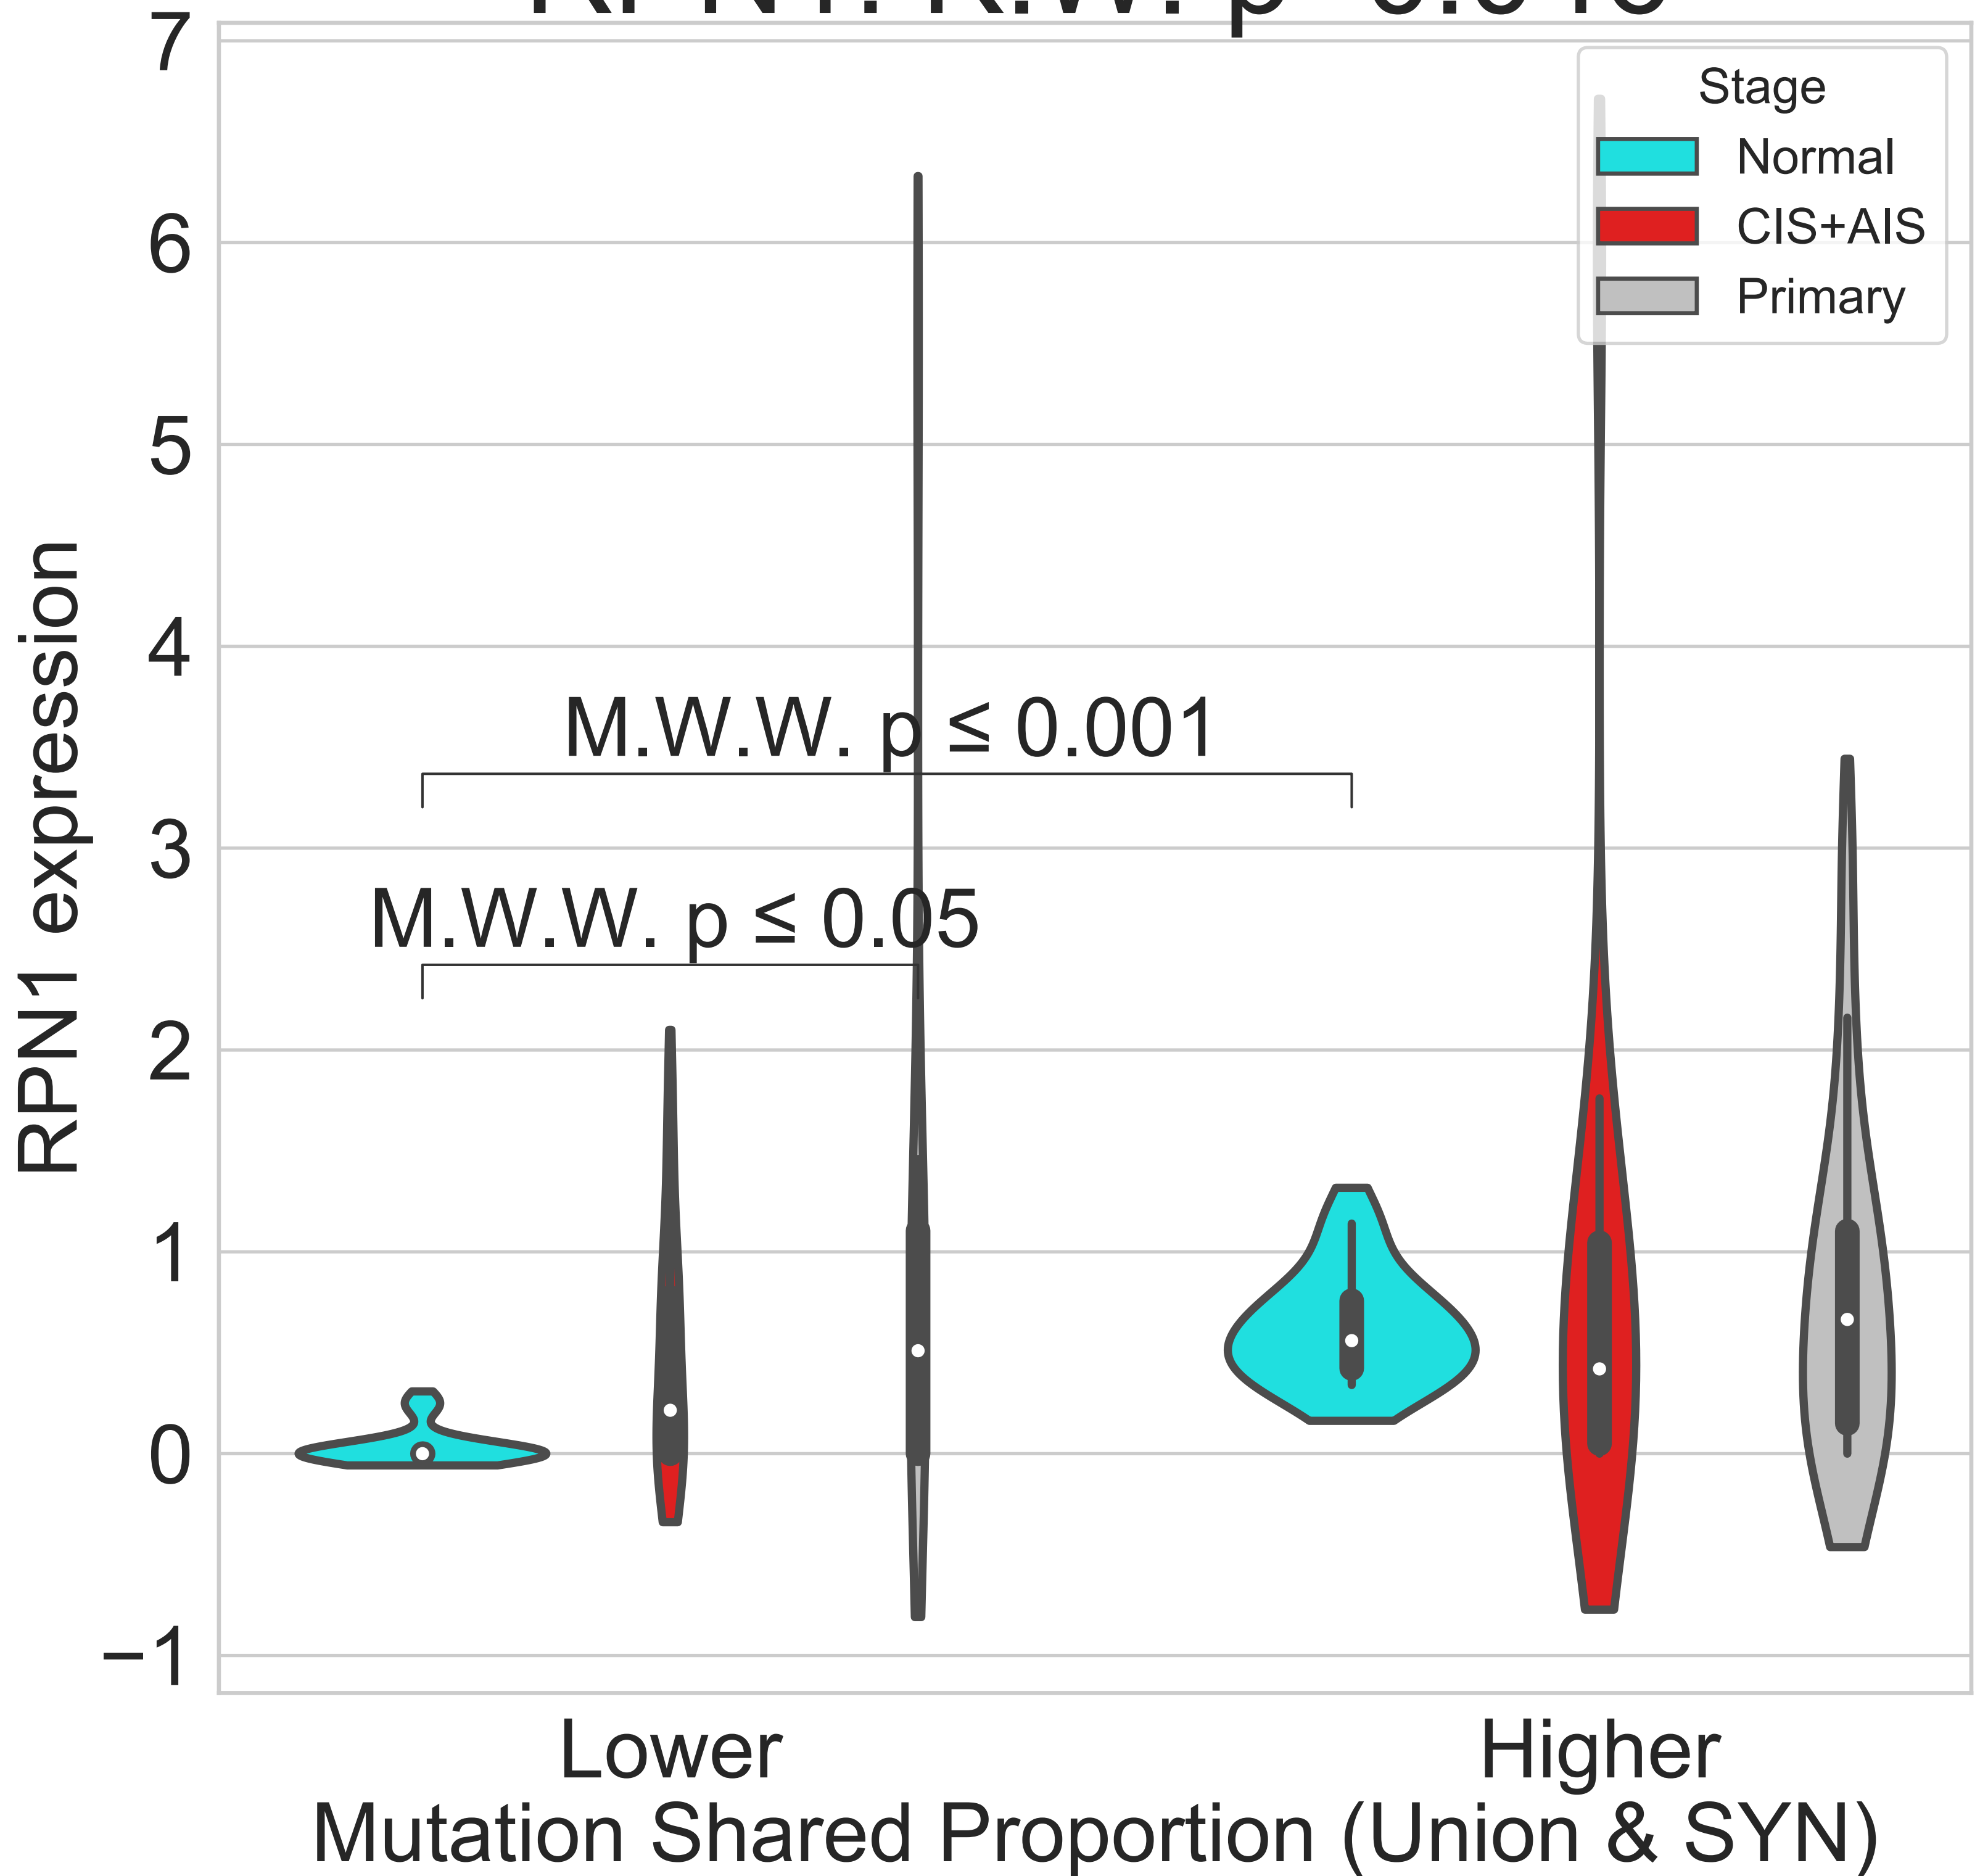 7
6
5
4
3
2
1
0
−1
RPN1 expression
Stage
Normal
CIS+AIS
Primary
M.W.W. p ≤ 0.001
M.W.W. p ≤ 0.05
Lower
Higher
Mutation Shared Proportion (Union & SYN)